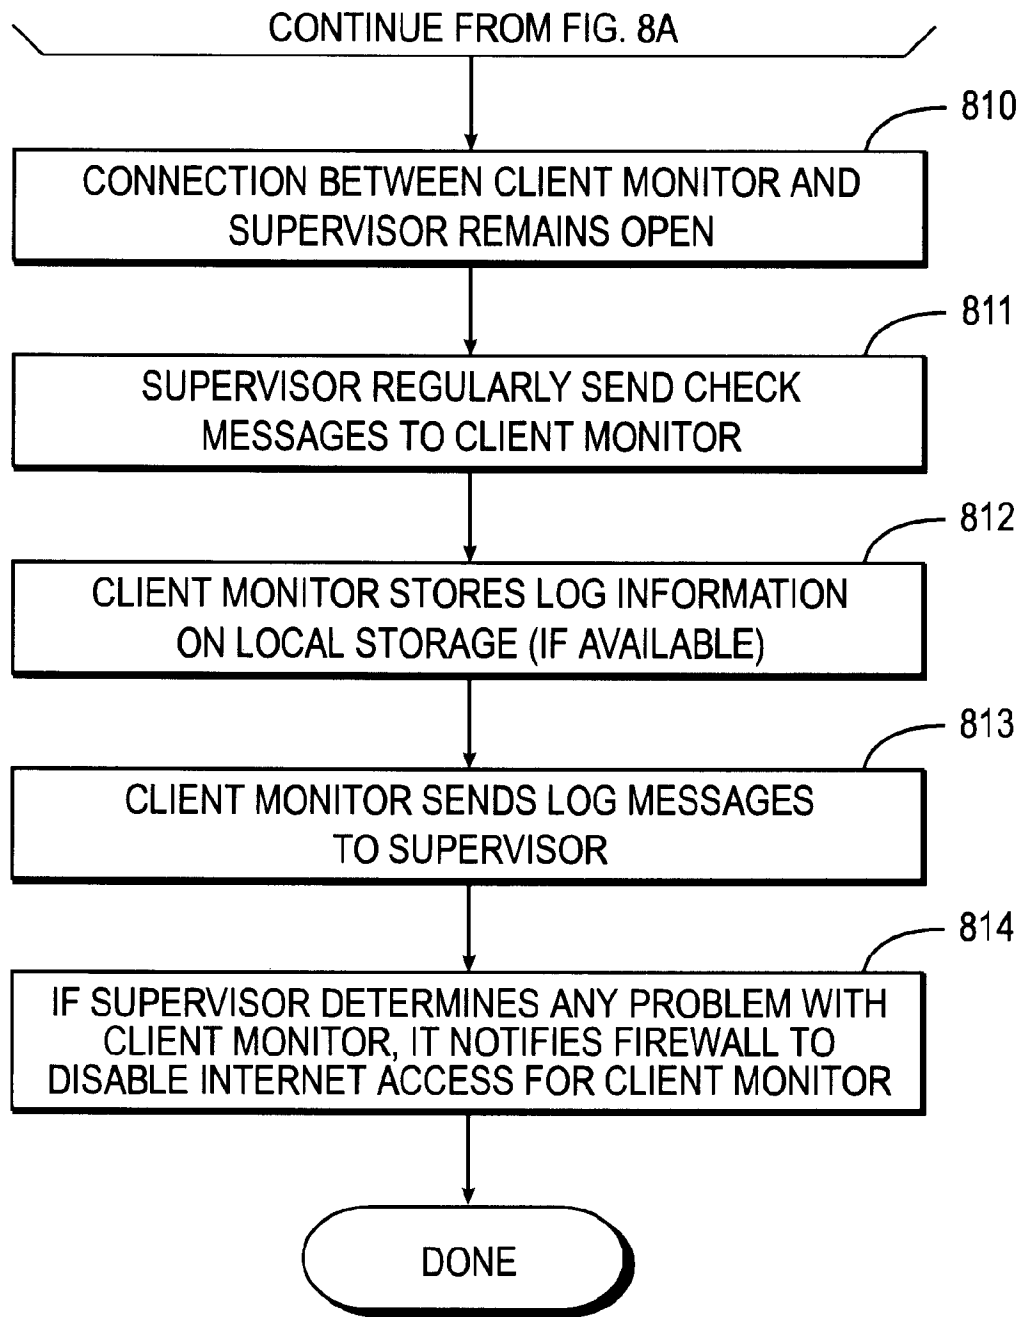 CONTINUE FROM FIG. 8A
810
CONNECTION BETWEEN CLIENT MONITOR AND
SUPERVISOR REMAINS OPEN
811
SUPERVISOR REGULARLY SEND CHECK
MESSAGES TO CLIENT MONITOR
812
CLIENT MONITOR STORES LOG INFORMATION
ON LOCAL STORAGE (IF AVAILABLE)
813
CLIENT MONITOR SENDS LOG MESSAGES
TO SUPERVISOR
814
IF SUPERVISOR DETERMINES ANY PROBLEM WITH
CLIENT MONITOR, IT NOTIFIES FIREWALL TO
DISABLE INTERNET ACCESS FOR CLIENT MONITOR
DONE